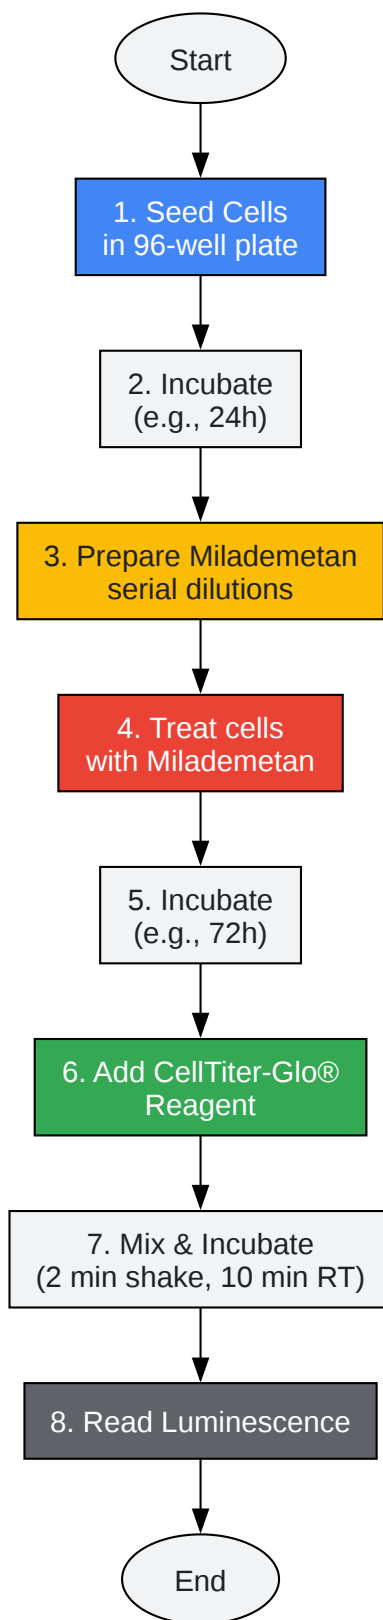 Start
1. Seed Cells
in 96-well plate
2. Incubate
(e.g., 24h)
3. Prepare Milademetan
serial dilutions
4. Treat cells
with Milademetan
5. Incubate
(e.g., 72h)
6. Add CellTiter-Glo®
Reagent
7. Mix & Incubate
(2 min shake, 10 min RT)
8. Read Luminescence
End